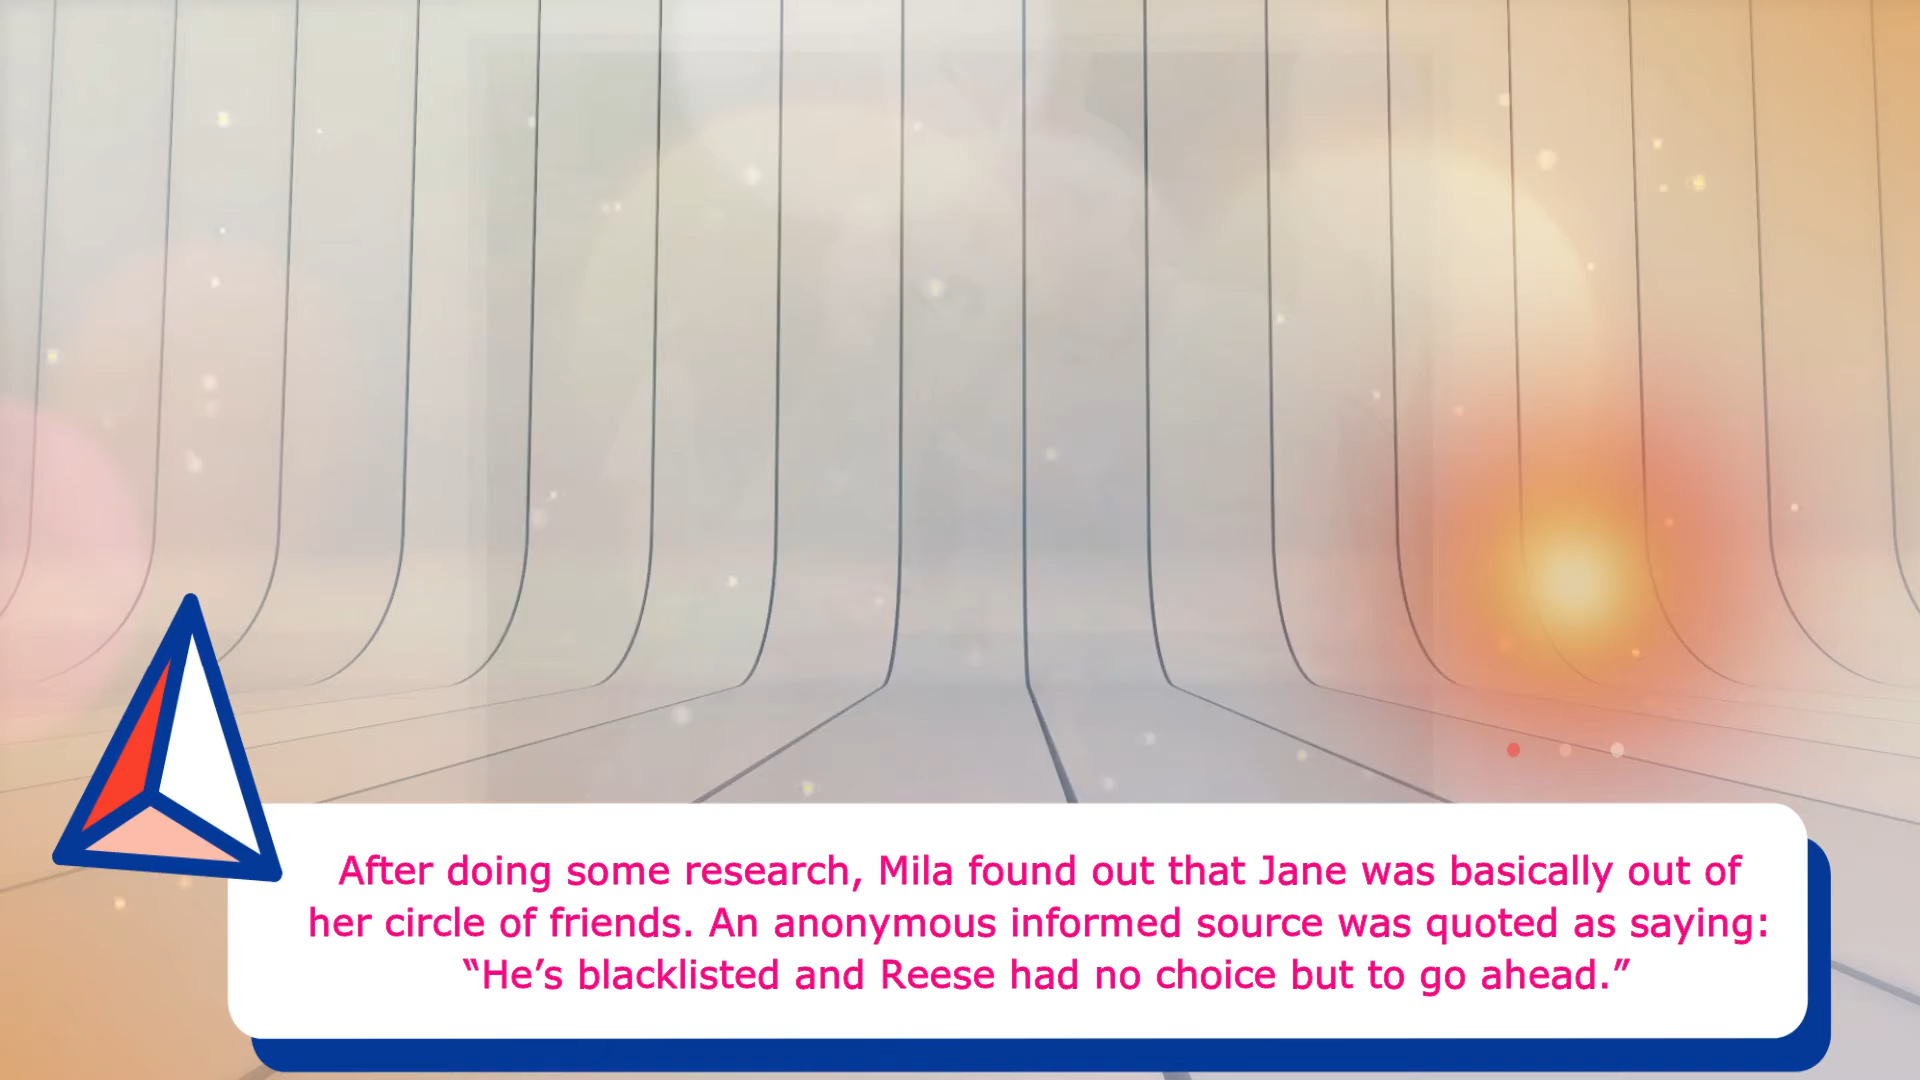 After doing some research, Mila found out that Jane was basically out of
her circle of friends. An anonymous informed source was quoted as saying:
“He’s blacklisted and Reese had no choice but to go ahead.”